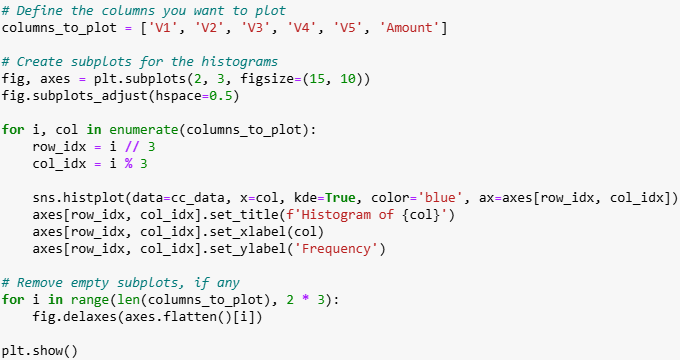 # Define the columns you want to plot
columns_to_plot = ['V1', 'V2', 'V3', 'V4', 'V5', 'Amount']

# Create subplots for the histograms
fig, axes = plt.subplots(2, 3, figsize=(15, 10))
fig.subplots_adjust(hspace=0.5)

for i, col in enumerate(columns_to_plot):
    row_idx = i // 3
    col_idx = i % 3

    sns.histplot(data=cc_data, x=col, kde=True, color='blue', ax=axes[row_idx, col_idx])
    axes[row_idx, col_idx].set_title(f'Histogram of {col}')
    axes[row_idx, col_idx].set_xlabel(col)
    axes[row_idx, col_idx].set_ylabel('Frequency')

# Remove empty subplots, if any
for i in range(len(columns_to_plot), 2 * 3):
    fig.delaxes(axes.flatten()[i])

plt.show()